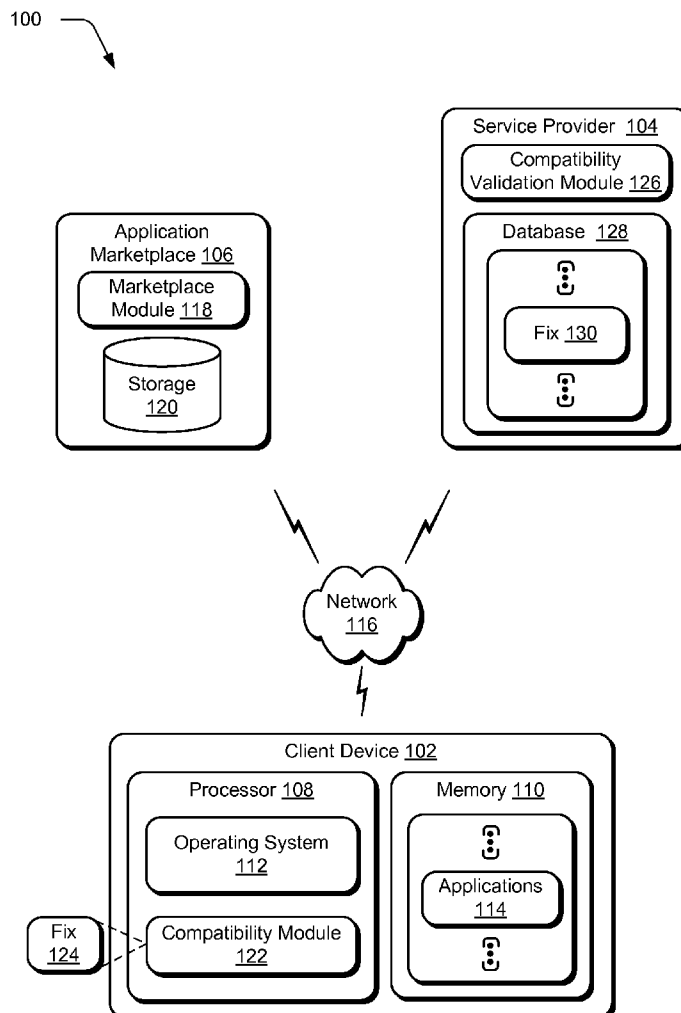 100
Service Provider 104
Compatibility
Validation Module 126
Database 128
Fix 130
Application
Marketplace 106
Marketplace
Module 118
Storage
120
Network
116
Client Device 102
Processor 108
Operating System
112
Compatibility Module
122
Fix
124
Memory 110
Applications
114